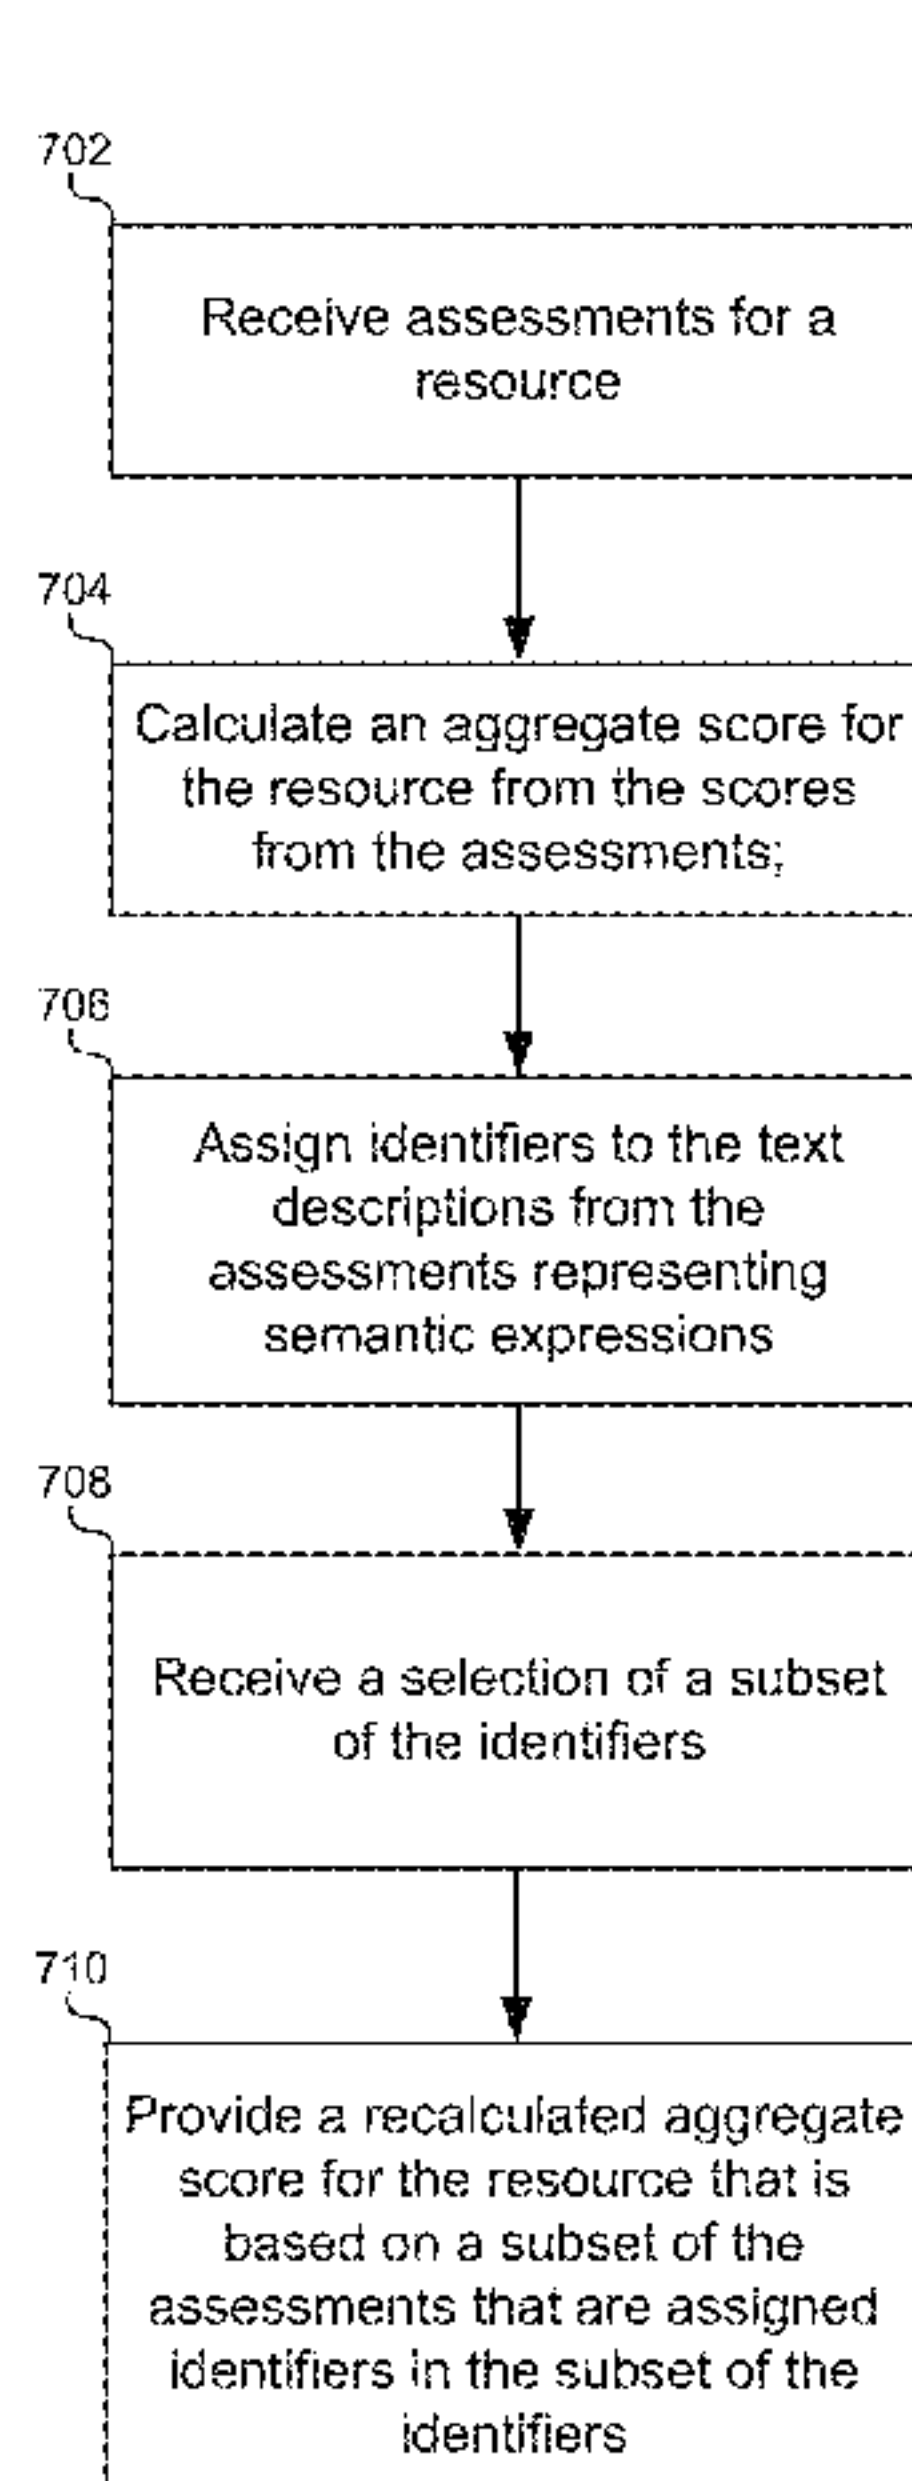 702
Receive assessments for a
resource
704
Calculate an aggregate score for
the resource from the scores
from the assessments;
706
Assign identifiers to the text
descriptions from the
assessments representing
semantic expressions
708
Receive a selection of a subset
of the identifiers
710
Provide a recalculated aggregate
score for the resource that is
based on a subset of the
assessments that are assigned
identifiers in the subset of the
identifiers